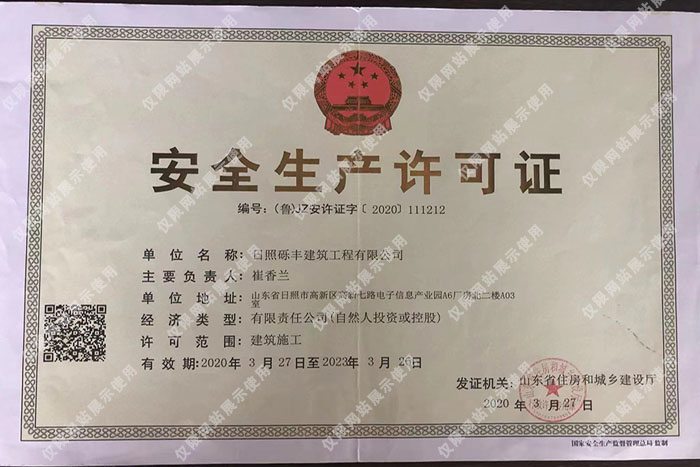 安全生产许可证
编号：（鲁）JZ安许证字〔2020〕111212
单位名称：日照砾丰建筑工程有限公司
主要负责人：崔香兰
单位地址：山东省日照市高新区高新七路电子信息产业园A6厂房北二楼A03
室
经济类型：有限责任公司(自然人投资或控股)
许可范围：建筑施工
有效期：2020年 3 月 27日至2023年 3 月 26日
发证机关：山东省住房和城乡建设厅
2020 年 3 月 27 日
国家安全生产监督管理总局 监制
仅限网站展示使用